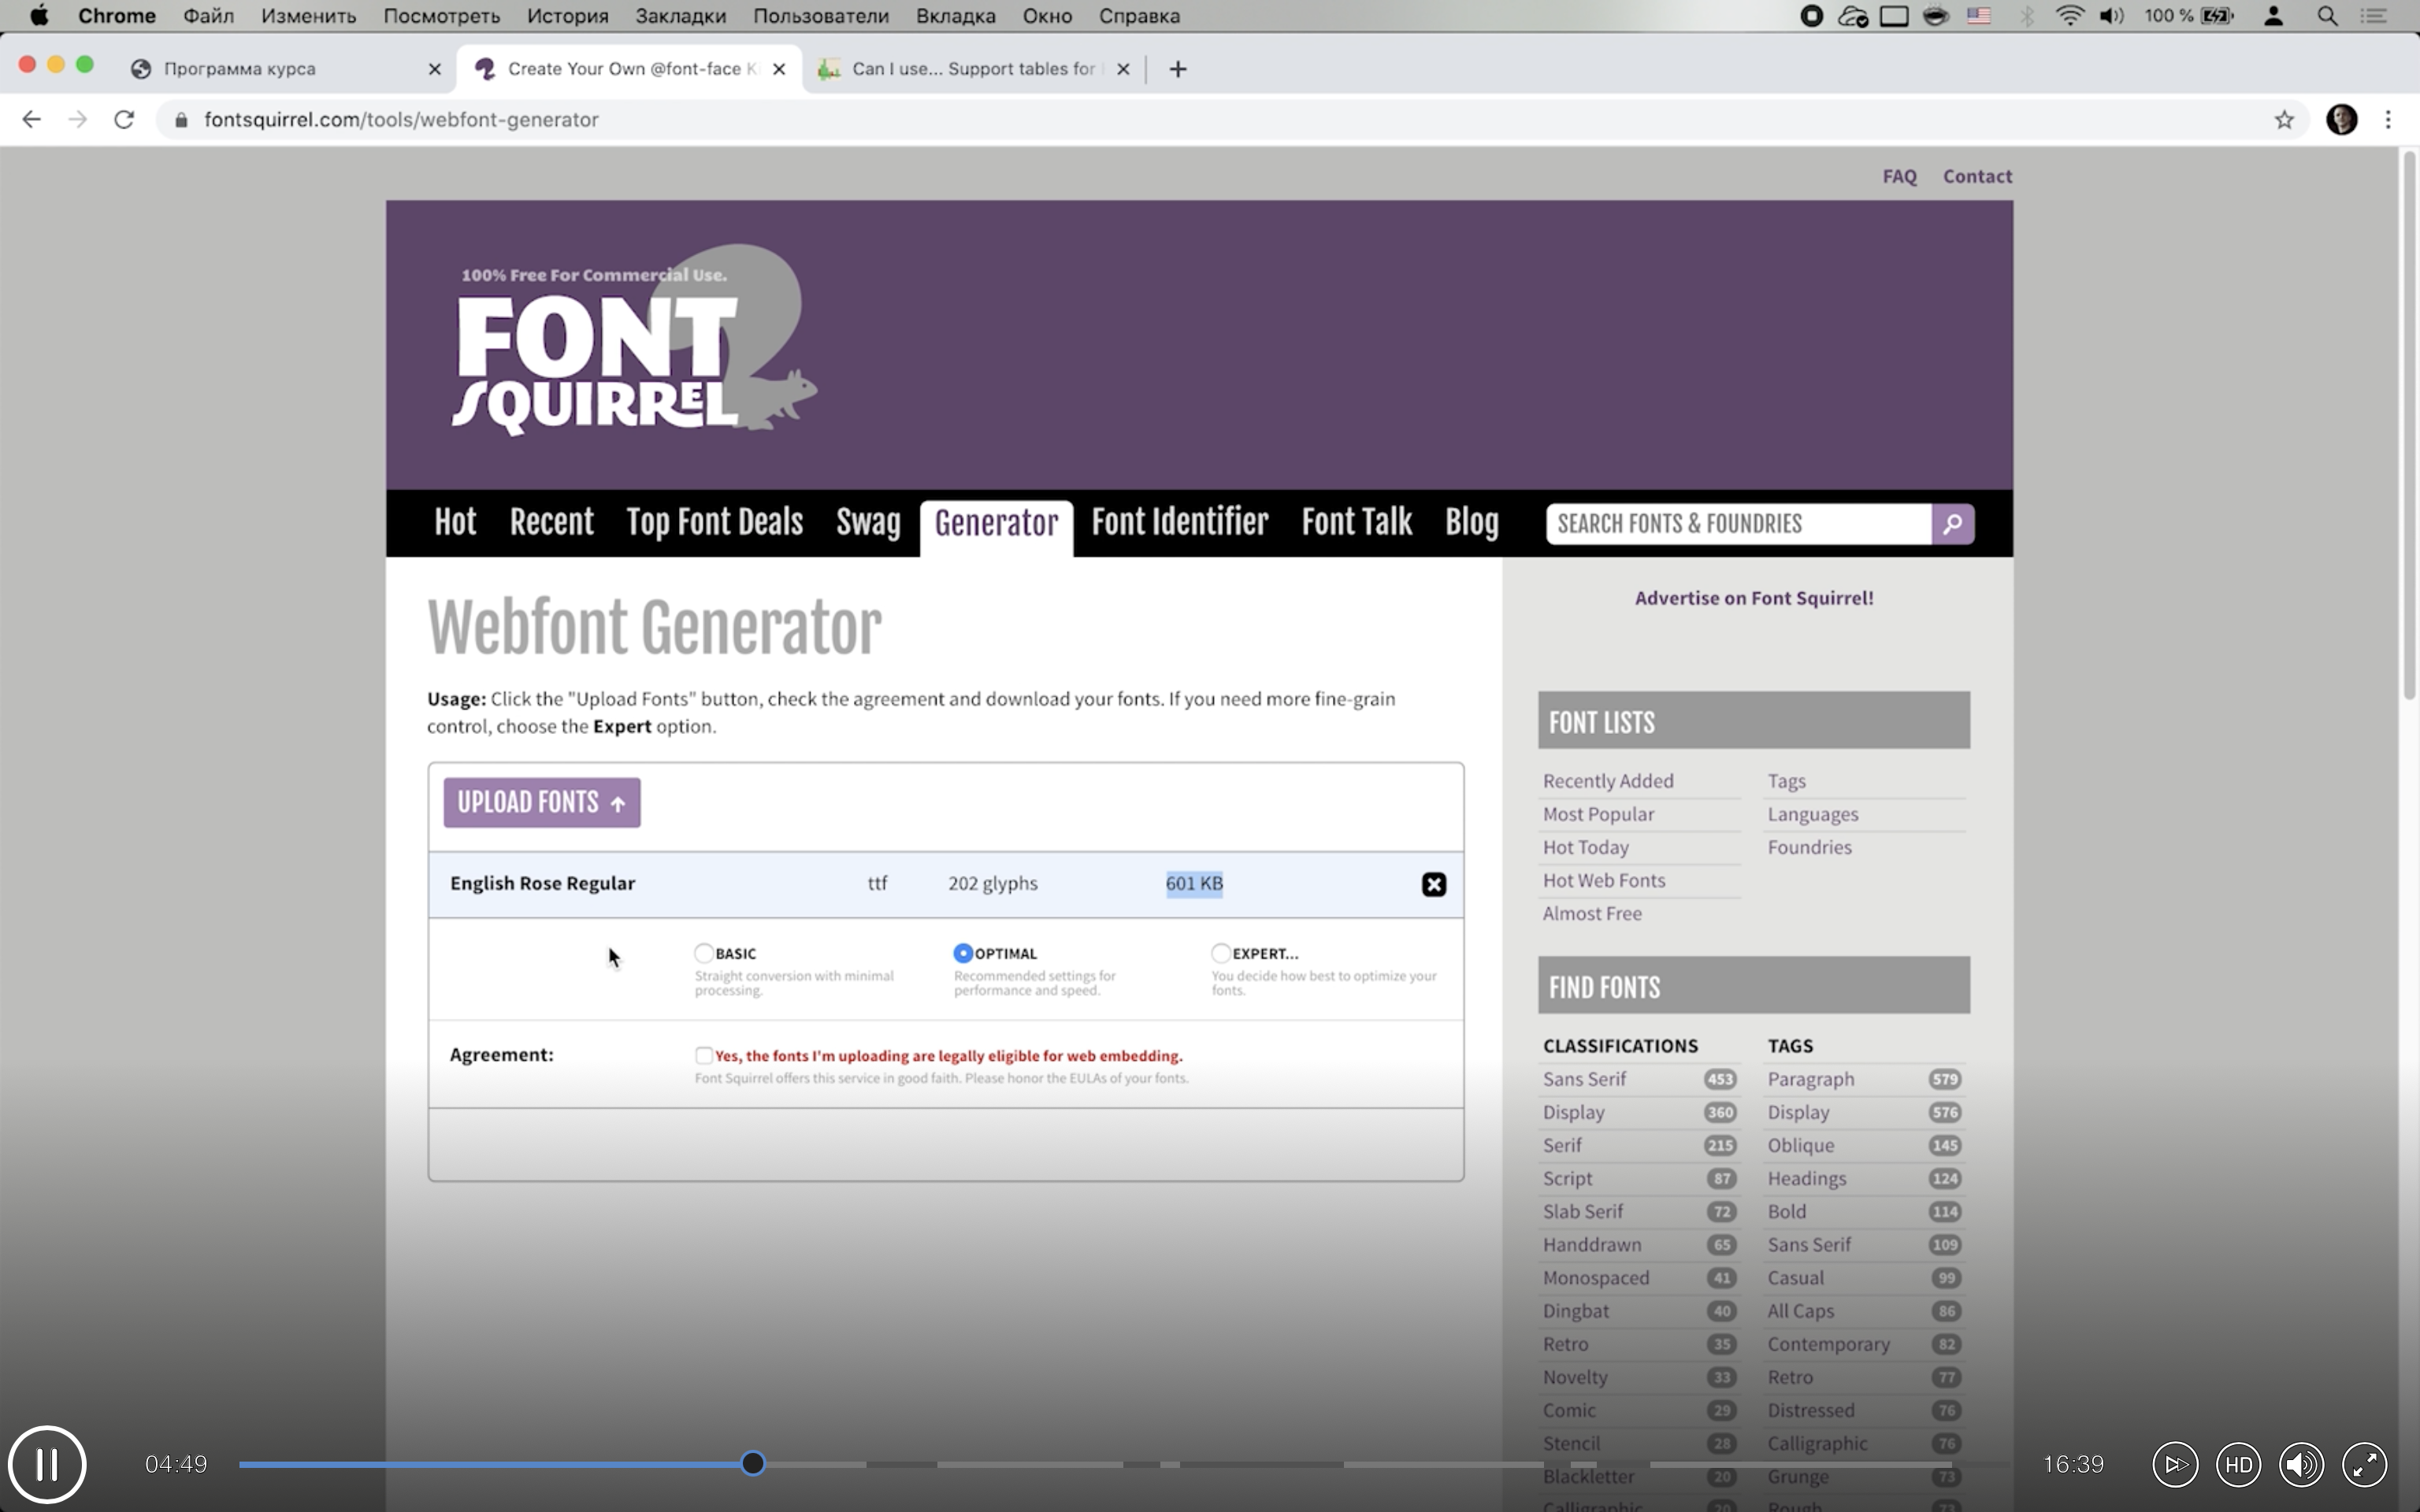 Chrome Файл Изменить Посмотреть История Закладки Пользователи Вкладка Окно Справка 100 %
Программа курса Create Your Own @font-face K Can I use... Support tables for
fontsquirrel.com/tools/webfont-generator
FAQ Contact
100% Free For Commercial Use.
FONT
SQUIRREL
Hot Recent Top Font Deals Swag Generator Font Identifier Font Talk Blog SEARCH FONTS & FOUNDRIES
Webfont Generator
Usage: Click the "Upload Fonts" button, check the agreement and download your fonts. If you need more fine-grain
control, choose the Expert option.
UPLOAD FONTS
English Rose Regular ttf 202 glyphs 601 KB
BASIC
Straight conversion with minimal
processing.
OPTIMAL
Recommended settings for
performance and speed.
EXPERT...
You decide how best to optimize your
fonts.
Agreement:
Yes, the fonts I'm uploading are legally eligible for web embedding.
Font Squirrel offers this service in good faith. Please honor the EULAs of your fonts.
Advertise on Font Squirrel!
FONT LISTS
Recently Added Tags
Most Popular Languages
Hot Today Foundries
Hot Web Fonts
Almost Free
FIND FONTS
CLASSIFICATIONS TAGS
Sans Serif 453 Paragraph 579
Display 360 Display 576
Serif 215 Oblique 145
Script 87 Headings 124
Slab Serif 72 Bold 114
Handdrawn 65 Sans Serif 109
Monospaced 41 Casual 99
Dingbat 40 All Caps 86
Retro 35 Contemporary 82
Novelty 33 Retro 77
Comic 29 Distressed 76
Stencil 28 Calligraphic 76
Blackletter 20 Grunge 73
Calligraphic 20 Rough 73
04:49 16:39 HD